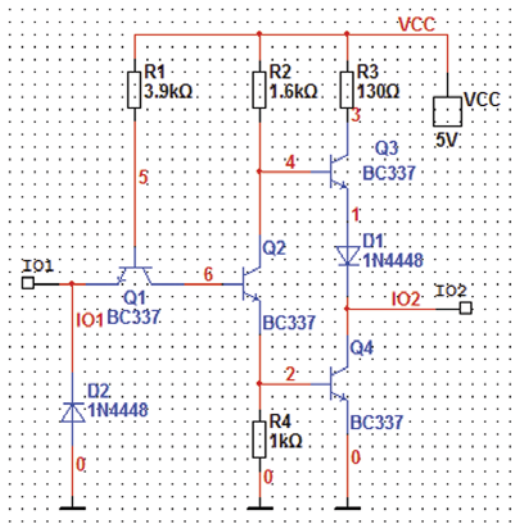 VCC
R1
3.9kΩ
R2
1.6kΩ
R3
130Ω
VCC
5V
3
Q3
BC337
4
5
1
D1
1N4448
Q2
6
IO1
Q1
BC337
IO1
BC337
IO2
IO2
Q4
2
BC337
D2
1N4448
R4
1kΩ
0
0
0